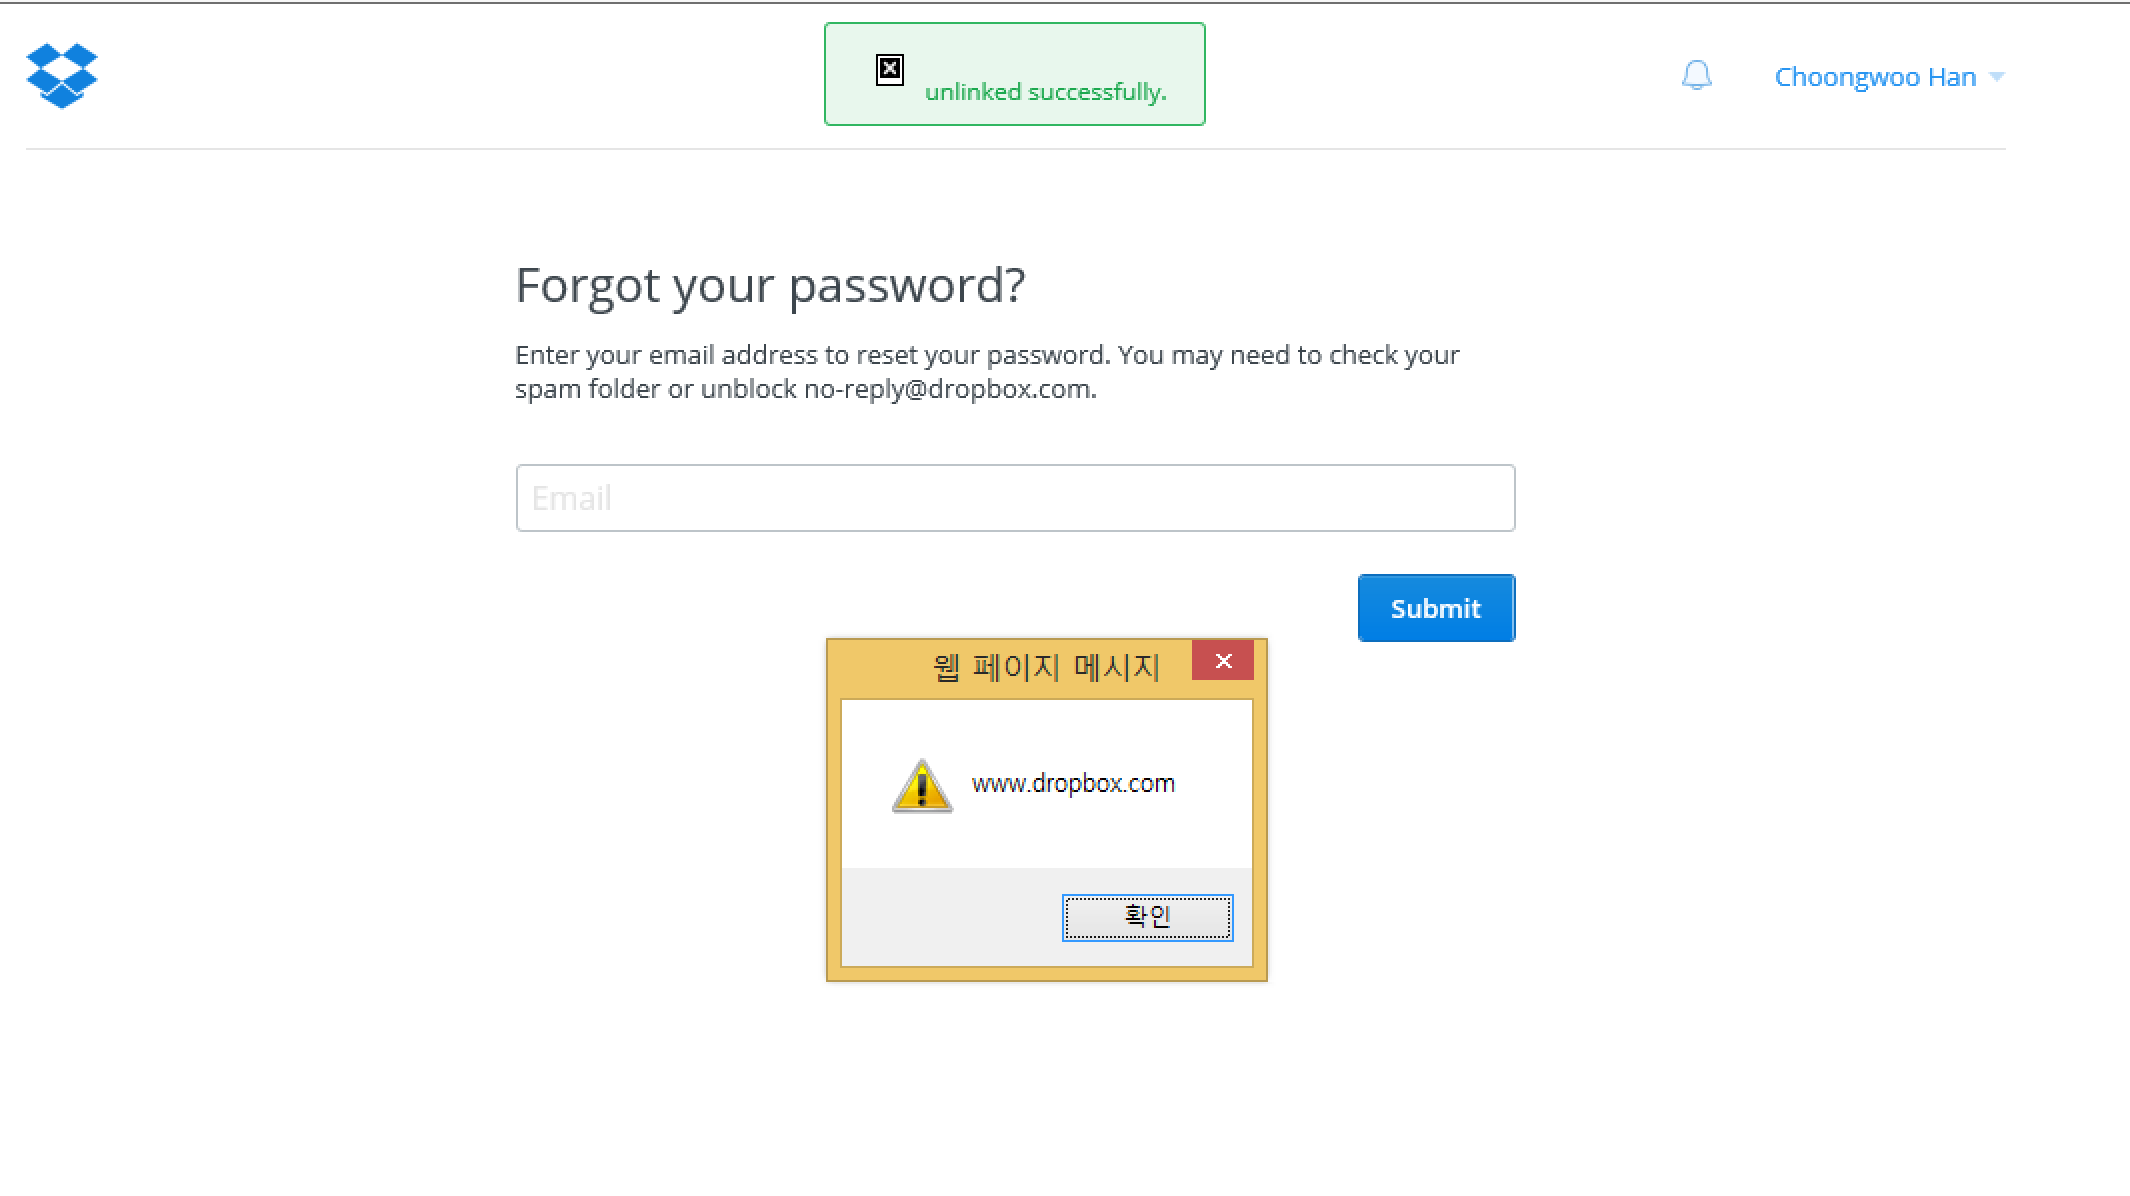 unlinked successfully.
Choongwoo Han
Forgot your password?
Enter your email address to reset your password. You may need to check your
spam folder or unblock no-reply@dropbox.com.
Email
Submit
웹 페이지 메시지
www.dropbox.com
확인